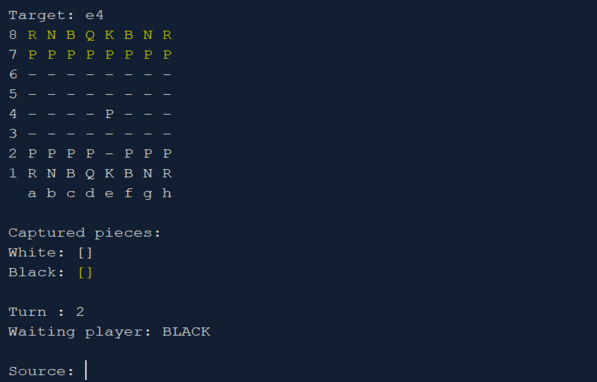 Target: e4
8 R N B Q K B N R
7 P P P P P P P P
6 - - - - - - - -
5 - - - - - - - -
4 - - - - P - - -
3 - - - - - - - -
2 P P P P - P P P
1 R N B Q K B N R
  a b c d e f g h
Captured pieces:
White: []
Black: []
Turn : 2
Waiting player: BLACK
Source: